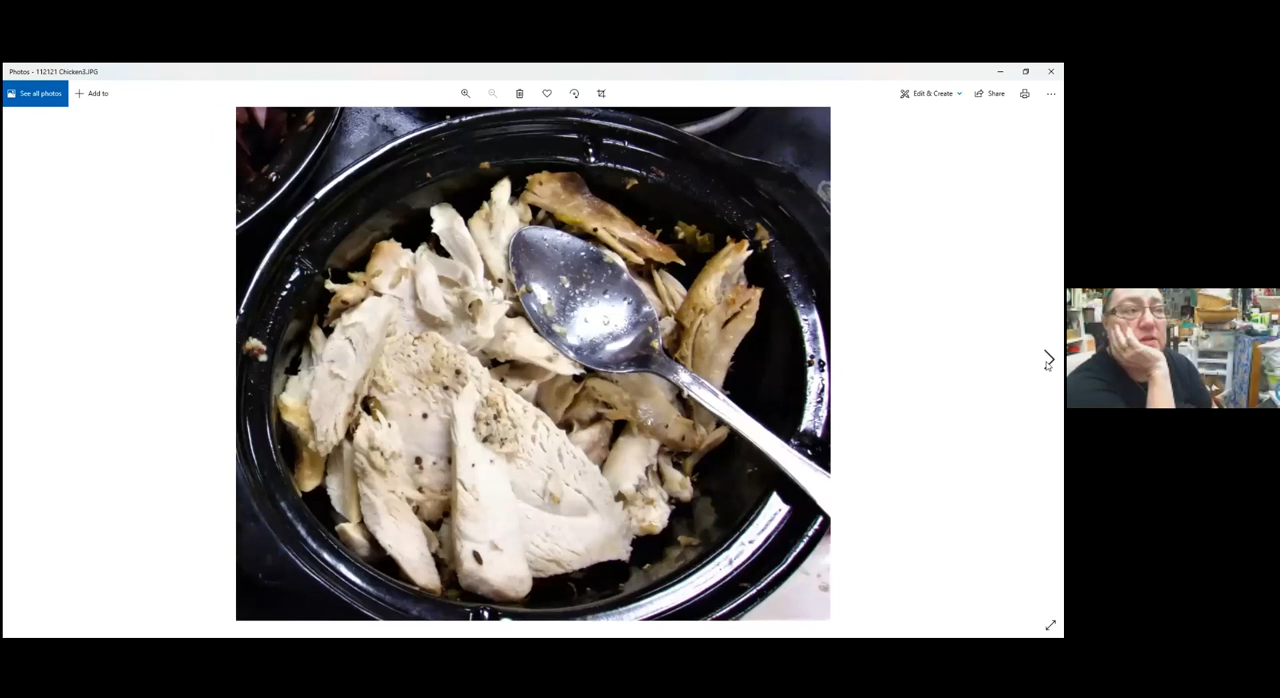 Photos - 112121 Chicken3.JPG
See all photos
Add to
Edit & Create
Share